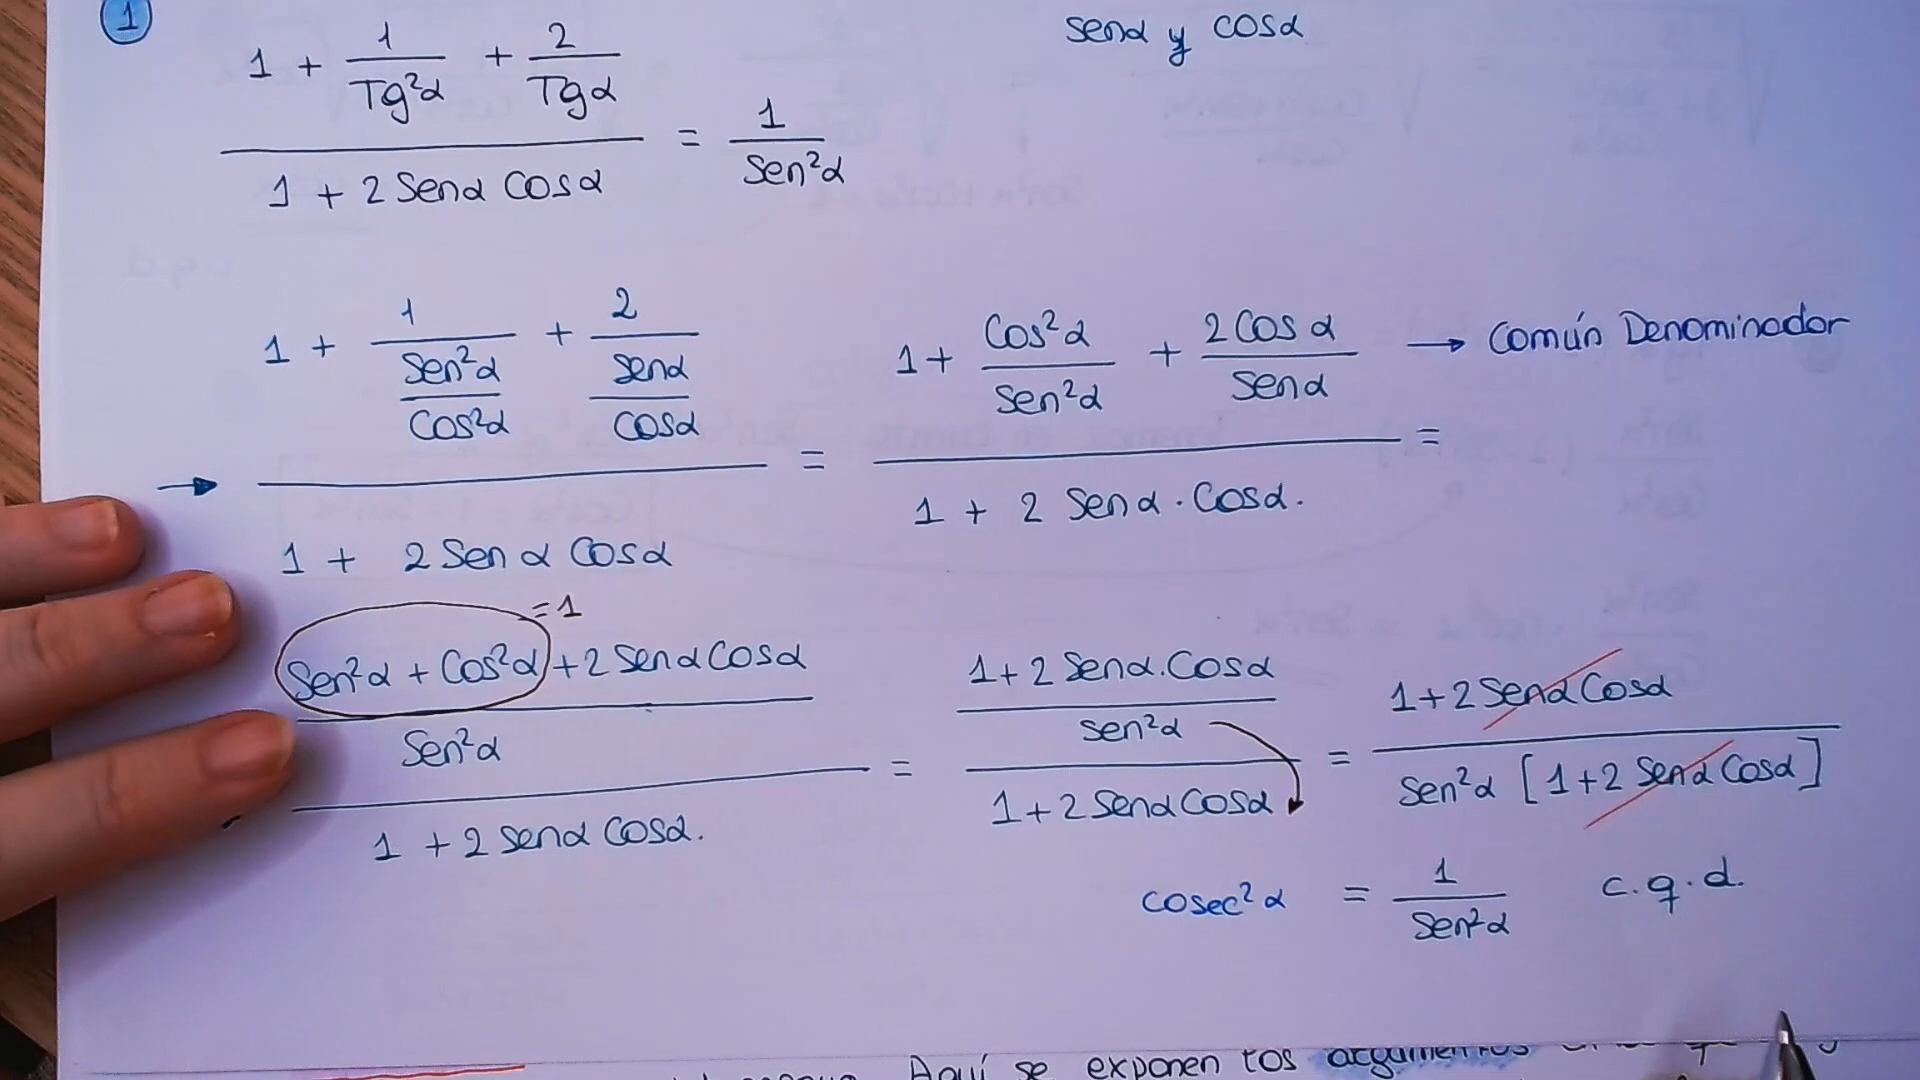 1
senα y cosα
1 + 1/Tg²α + 2/Tgα
= 1/Sen²α
1 + 2 Senα Cosα
1 + 1/(Sen²α/Cos²α) + 2/(senα/cosα)
= 
1 + 2 Sen α Cosα
1 + Cos²α/Sen²α + 2 Cos α/Sen α → Común Denominador
=
1 + 2 Sen α · Cosα.
=1
Sen²α + Cos²α + 2 Senα Cosα
Sen²α
=
1 + 2 senα Cosα.
1 + 2 Senα . Cosα
sen²α
=
1 + 2 Senα Cosα
1 + 2 Senα Cosα
Sen²α [1 + 2 Senα Cosα]
cosec²α = 1/Sen²α c.q.d.
Aquí se exponen los argumentos